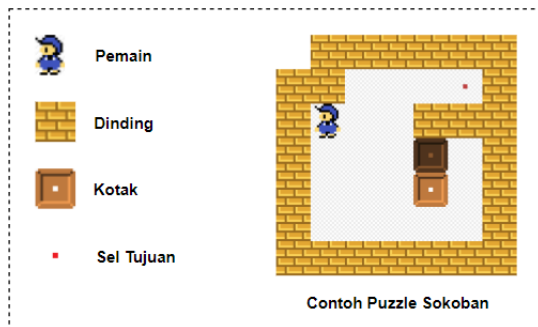 Pemain
Dinding
Kotak
Sel Tujuan
Contoh Puzzle Sokoban